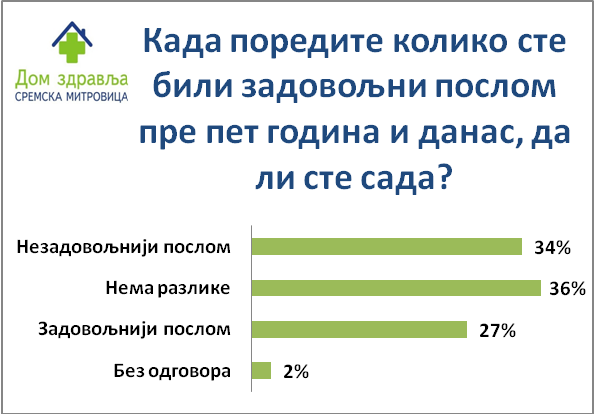 Дом здравља
СРЕМСКА МИТРОВИЦА
Када поредите колико сте
били задовољни послом
пре пет година и данас, да
ли сте сада?
Незадовољнији послом 34%
Нема разлике 36%
Задовољнији послом 27%
Без одговора 2%